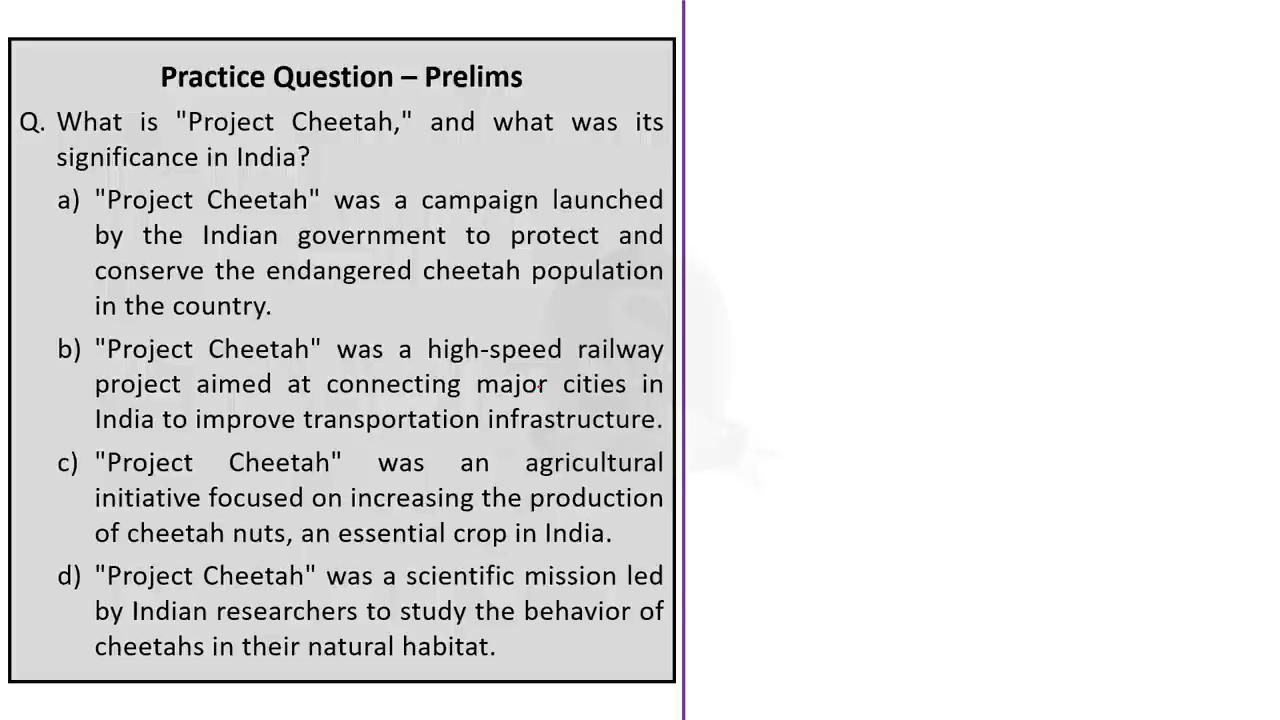 Practice Question – Prelims
Q. What is "Project Cheetah," and what was its
significance in India?
a) "Project Cheetah" was a campaign launched
by the Indian government to protect and
conserve the endangered cheetah population
in the country.
b) "Project Cheetah" was a high-speed railway
project aimed at connecting major cities in
India to improve transportation infrastructure.
c) "Project Cheetah" was an agricultural
initiative focused on increasing the production
of cheetah nuts, an essential crop in India.
d) "Project Cheetah" was a scientific mission led
by Indian researchers to study the behavior of
cheetahs in their natural habitat.